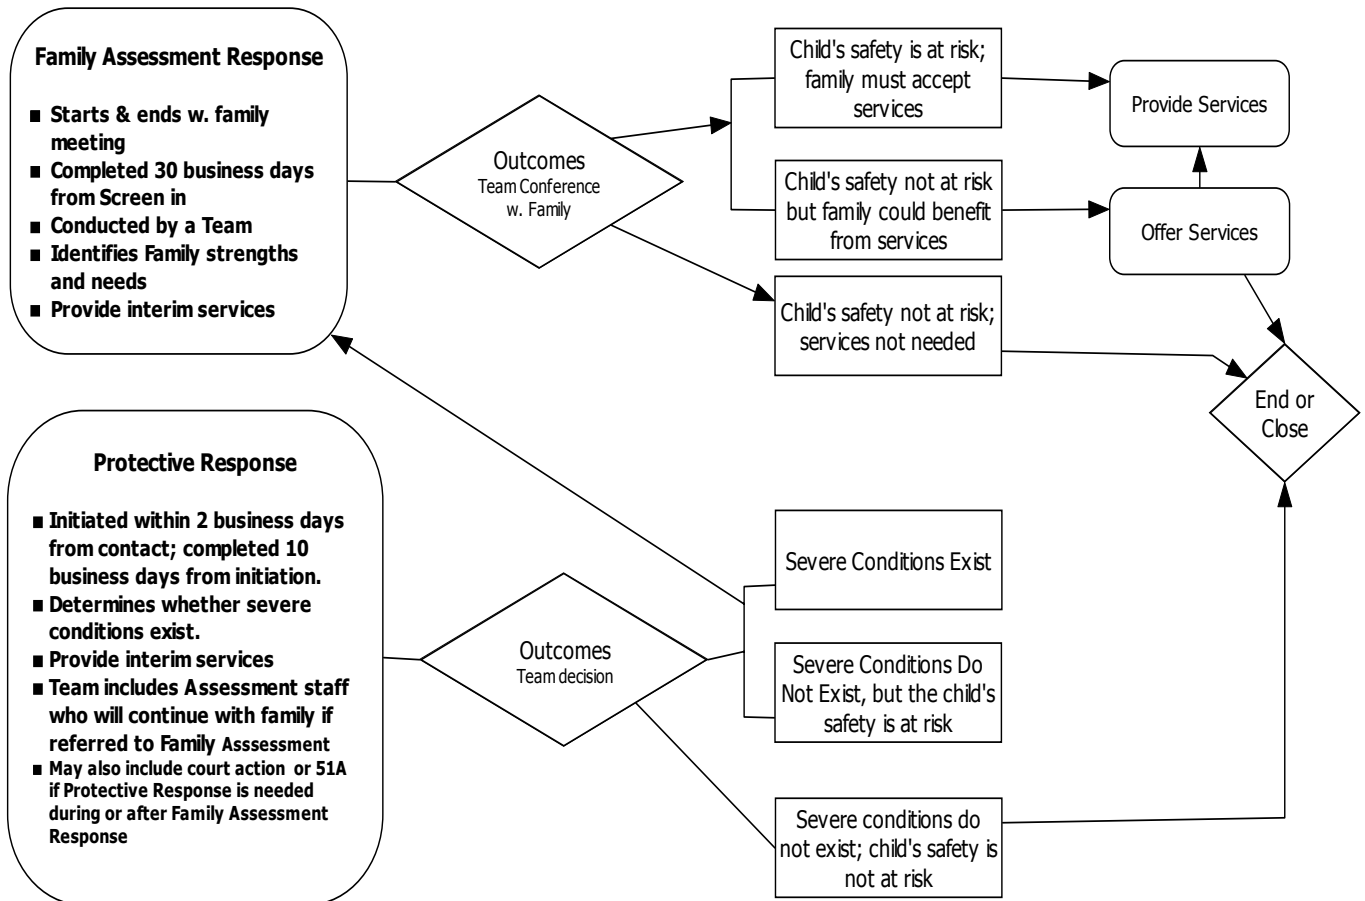 Family Assessment Response
■ Starts & ends w. family
meeting
■ Completed 30 business days
from Screen in
■ Conducted by a Team
■ Identifies Family strengths
and needs
■ Provide interim services
Outcomes
Team Conference
w. Family
Child's safety is at risk;
family must accept
services
Child's safety not at risk
but family could benefit
from services
Child's safety not at risk;
services not needed
Provide Services
Offer Services
End or
Close
Protective Response
■ Initiated within 2 business days
from contact; completed 10
business days from initiation.
■ Determines whether severe
conditions exist.
■ Provide interim services
■ Team includes Assessment staff
who will continue with family if
referred to Family Asssessment
■ May also include court action or 51A
if Protective Response is needed
during or after Family Assessment
Response
Outcomes
Team decision
Severe Conditions Exist
Severe Conditions Do
Not Exist, but the child's
safety is at risk
Severe conditions do
not exist; child's safety is
not at risk